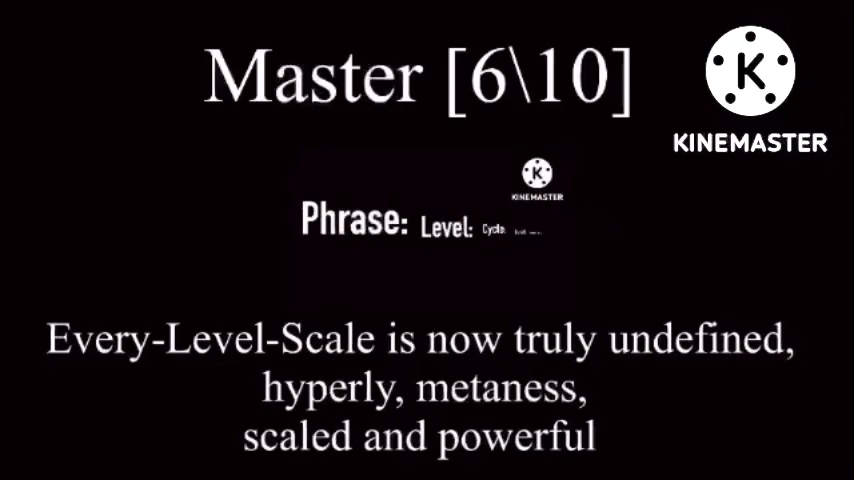 Master [6\10]
KINEMASTER
KINEMASTER
Phrase: Level: Cycle:
Every-Level-Scale is now truly undefined,
hyperly, metaness,
scaled and powerful